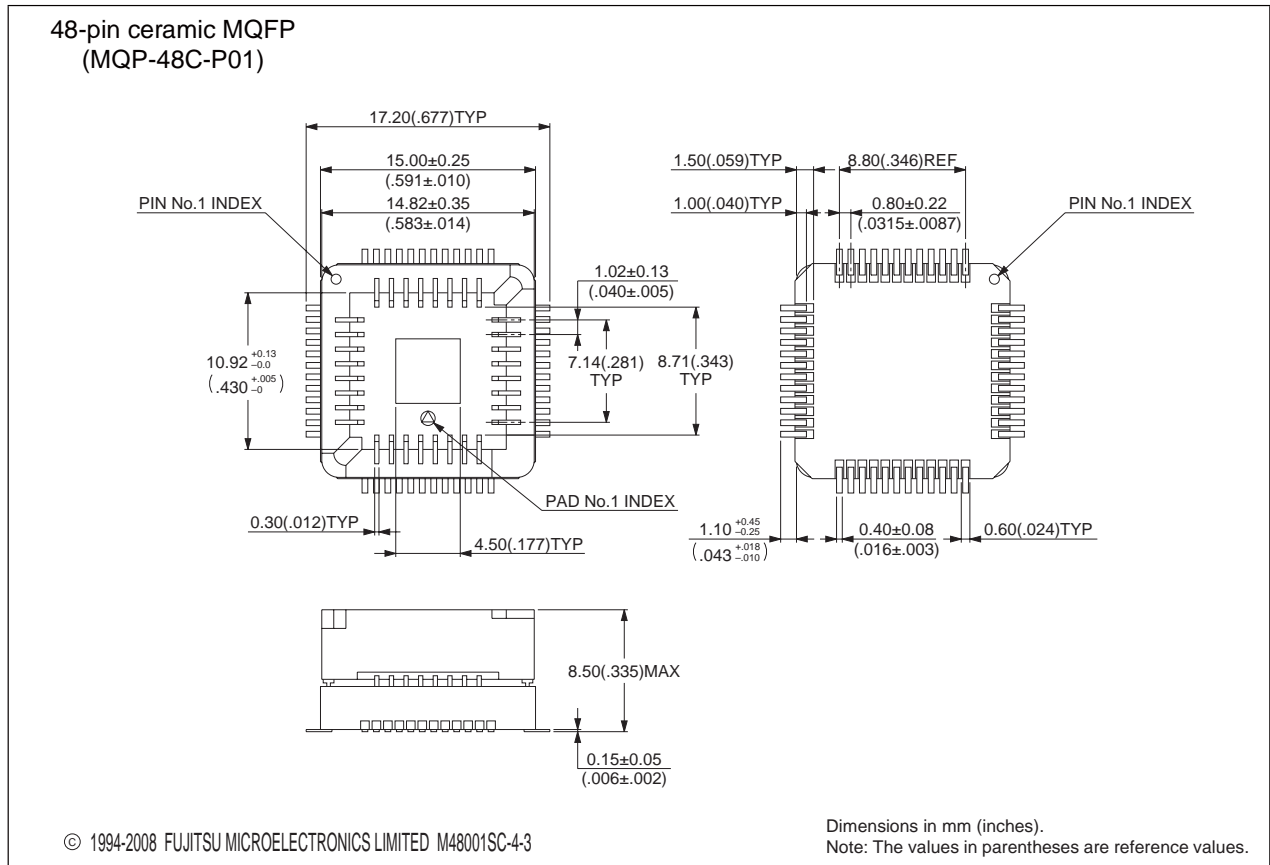 48-pin ceramic MQFP
(MQP-48C-P01)
17.20(.677)TYP
15.00±0.25
(.591±.010)
14.82±0.35
(.583±.014)
PIN No.1 INDEX
1.02±0.13
(.040±.005)
10.92 +0.13 –0.0
(.430 +.005 –0)
7.14(.281)
TYP
8.71(.343)
TYP
PAD No.1 INDEX
0.30(.012)TYP
4.50(.177)TYP
1.50(.059)TYP
8.80(.346)REF
1.00(.040)TYP
0.80±0.22
(.0315±.0087)
PIN No.1 INDEX
1.10 +0.45 –0.25
(.043 +.018 –.010)
0.40±0.08
(.016±.003)
0.60(.024)TYP
8.50(.335)MAX
0.15±0.05
(.006±.002)
© 1994-2008 FUJITSU MICROELECTRONICS LIMITED M48001SC-4-3
Dimensions in mm (inches).
Note: The values in parentheses are reference values.